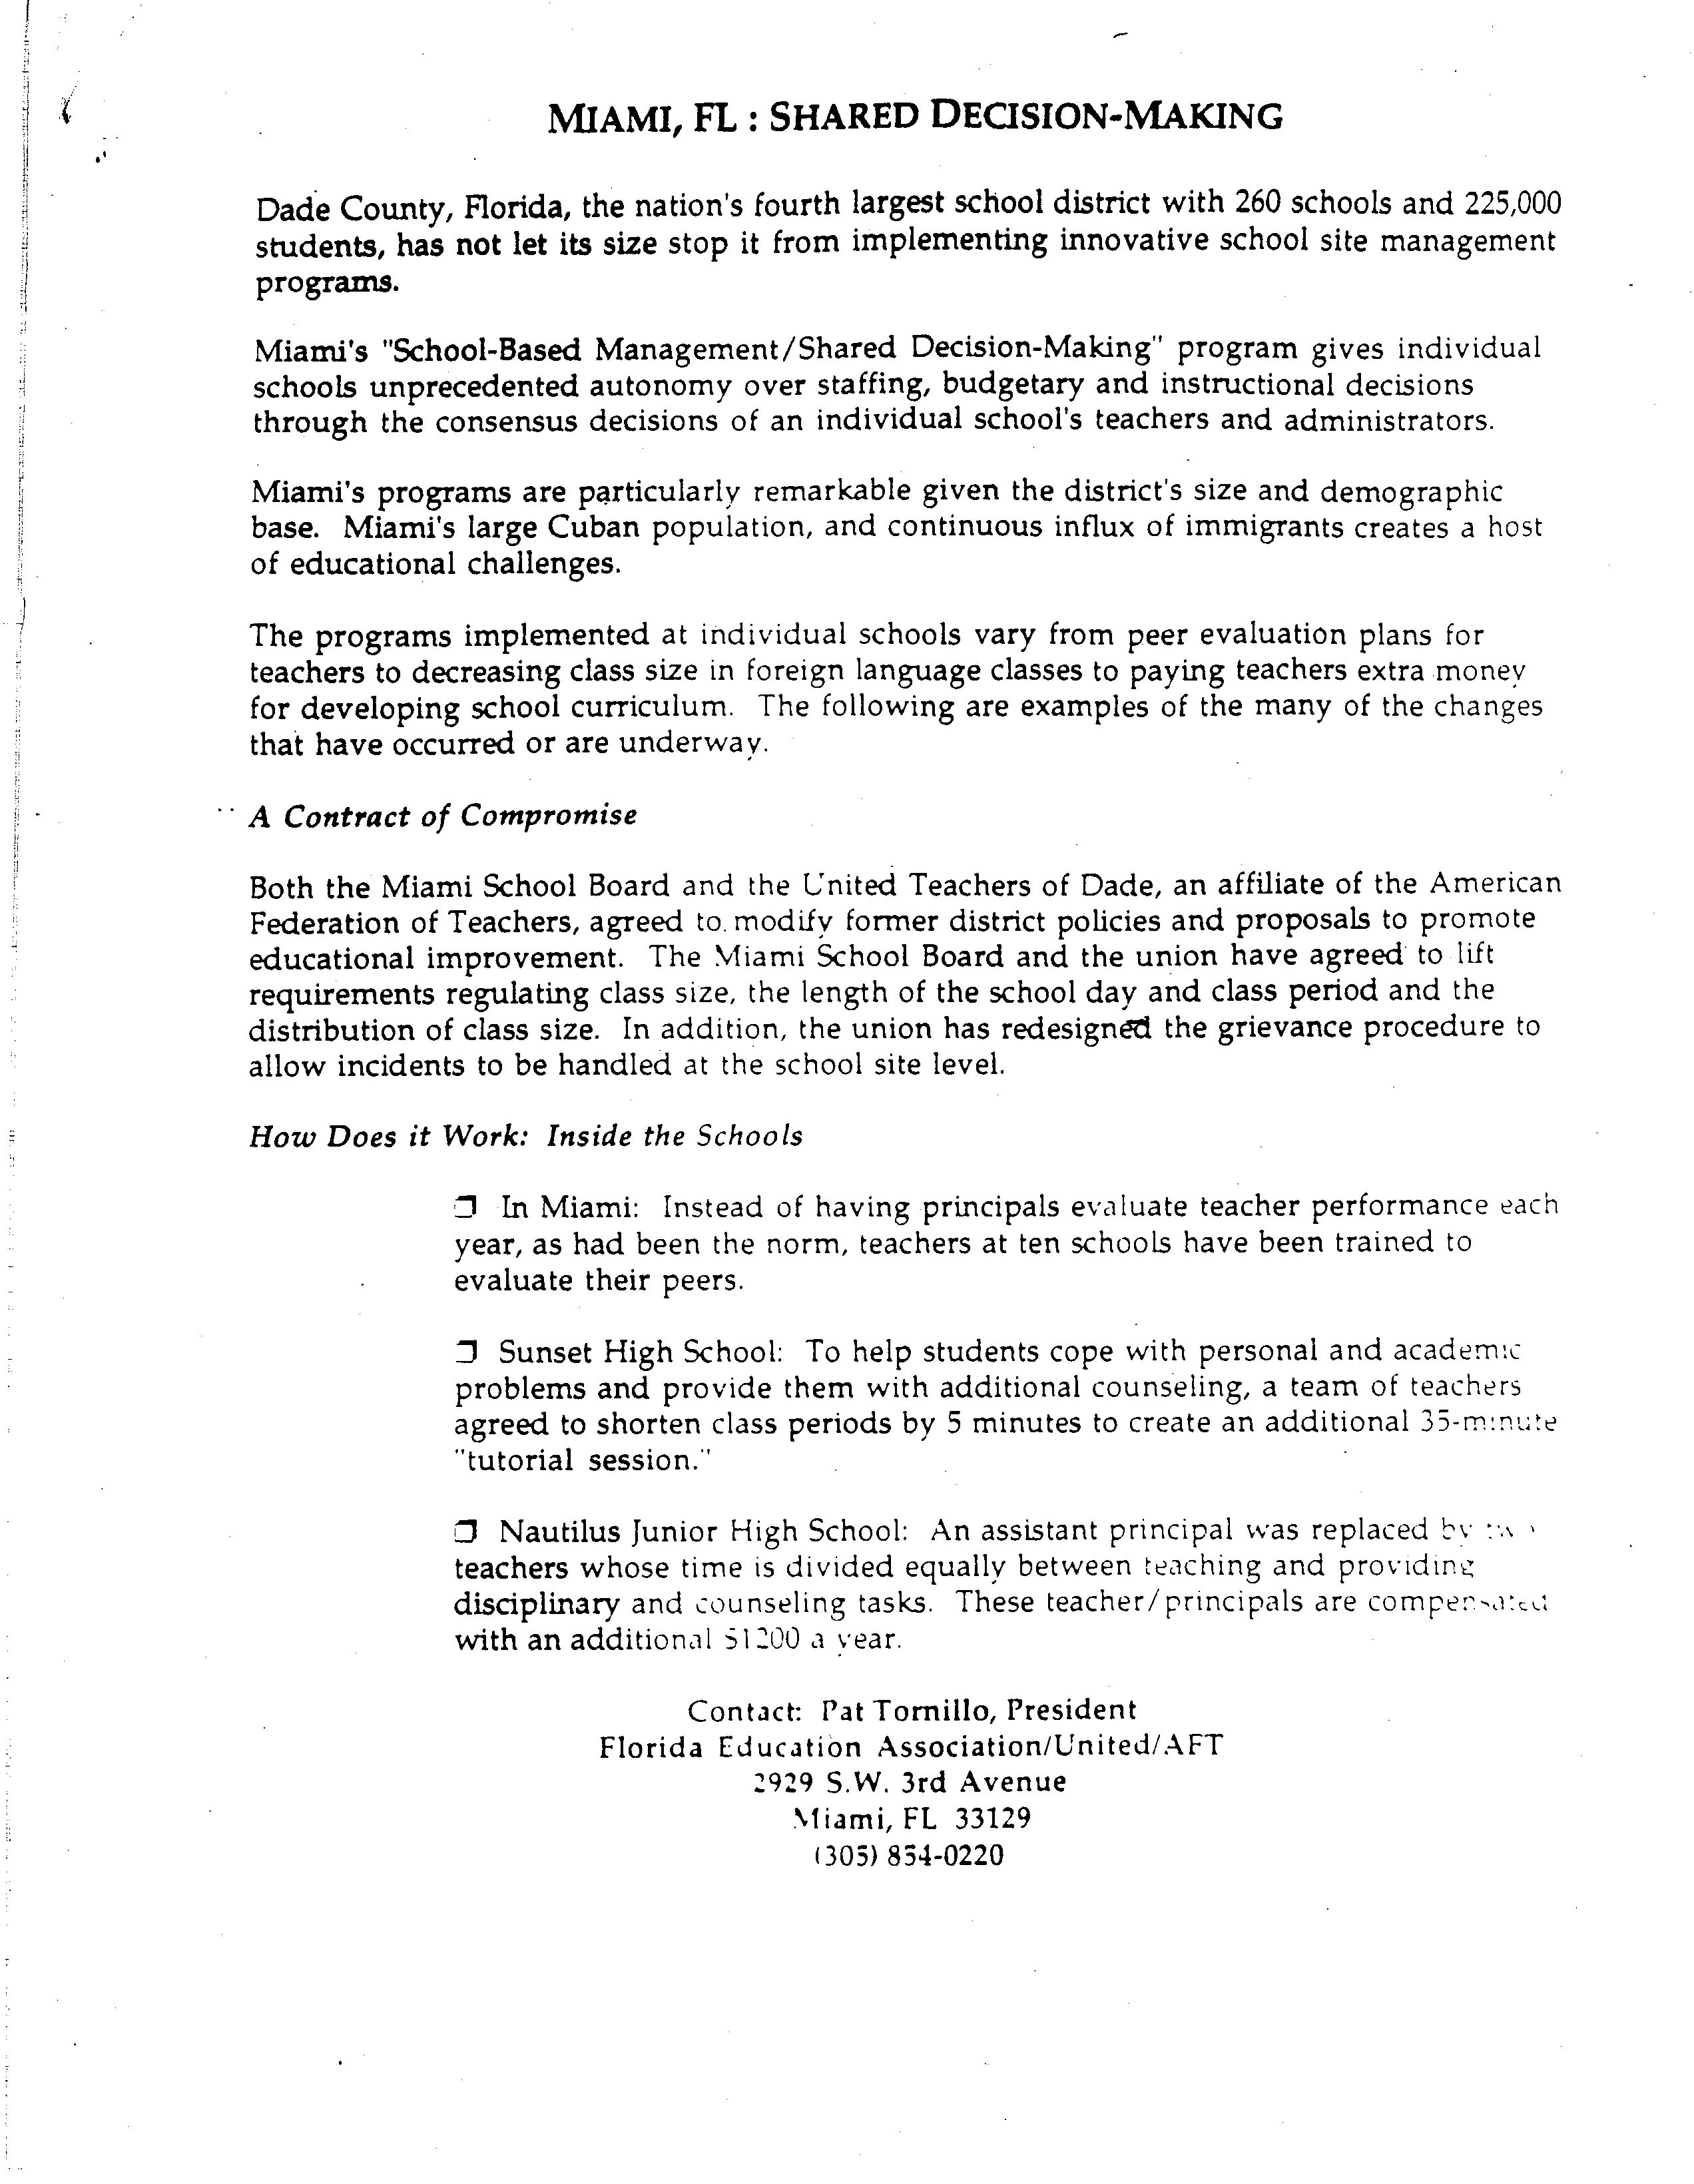 MIAMI, FL : SHARED DECISION-MAKING
Dade County, Florida, the nation's fourth largest school district with 260 schools and 225,000
students, has not let its size stop it from implementing innovative school site management
programs.
Miami's "School-Based Management/Shared Decision-Making" program gives individual
schools unprecedented autonomy over staffing, budgetary and instructional decisions
through the consensus decisions of an individual school's teachers and administrators.
Miami's programs are particularly remarkable given the district's size and demographic
base. Miami's large Cuban population, and continuous influx of immigrants creates a host
of educational challenges.
The programs implemented at individual schools vary from peer evaluation plans for
teachers to decreasing class size in foreign language classes to paying teachers extra money
for developing school curriculum. The following are examples of the many of the changes
that have occurred or are underway.
A Contract of Compromise
Both the Miami School Board and the United Teachers of Dade, an affiliate of the American
Federation of Teachers, agreed to modify former district policies and proposals to promote
educational improvement. The Miami School Board and the union have agreed to lift
requirements regulating class size, the length of the school day and class period and the
distribution of class size. In addition, the union has redesigned the grievance procedure to
allow incidents to be handled at the school site level.
How Does it Work: Inside the Schools
❒ In Miami: Instead of having principals evaluate teacher performance each
year, as had been the norm, teachers at ten schools have been trained to
evaluate their peers.
❒ Sunset High School: To help students cope with personal and academic
problems and provide them with additional counseling, a team of teachers
agreed to shorten class periods by 5 minutes to create an additional 35-minute
"tutorial session."
❒ Nautilus Junior High School: An assistant principal was replaced by two
teachers whose time is divided equally between teaching and providing
disciplinary and counseling tasks. These teacher/principals are compensated
with an additional $1200 a year.
Contact: Pat Tornillo, President
Florida Education Association/United/AFT
2929 S.W. 3rd Avenue
Miami, FL 33129
(305) 854-0220